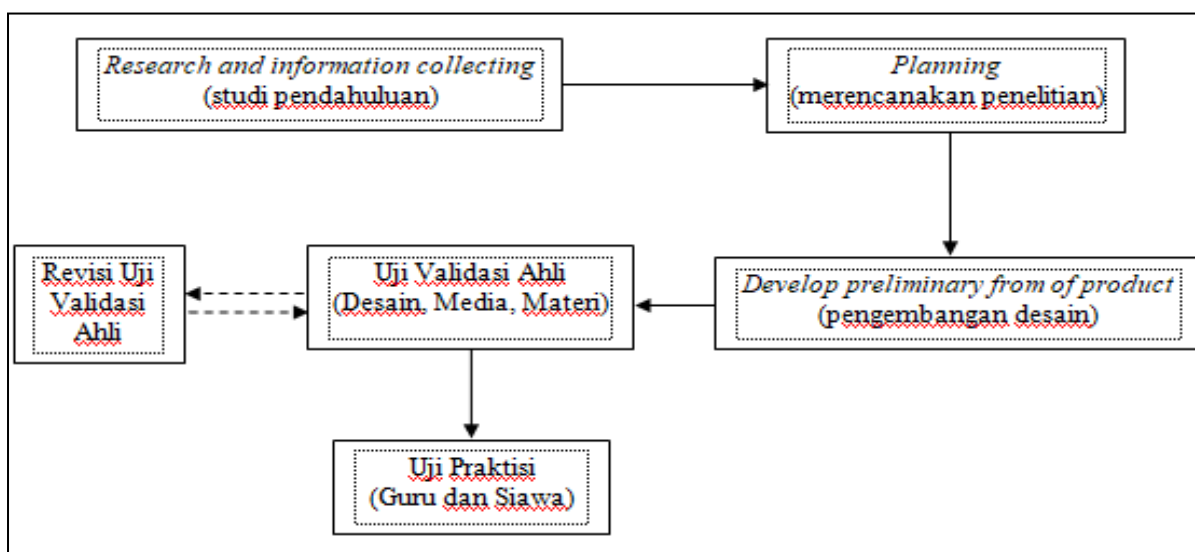 Research and information collecting
(studi pendahuluan)
Planning
(merencanakan penelitian)
Revisi Uji
Validasi
Ahli
Uji Validasi Ahli
(Desain, Media, Materi)
Develop preliminary from of product
(pengembangan desain)
Uji Praktisi
(Guru dan Siawa)